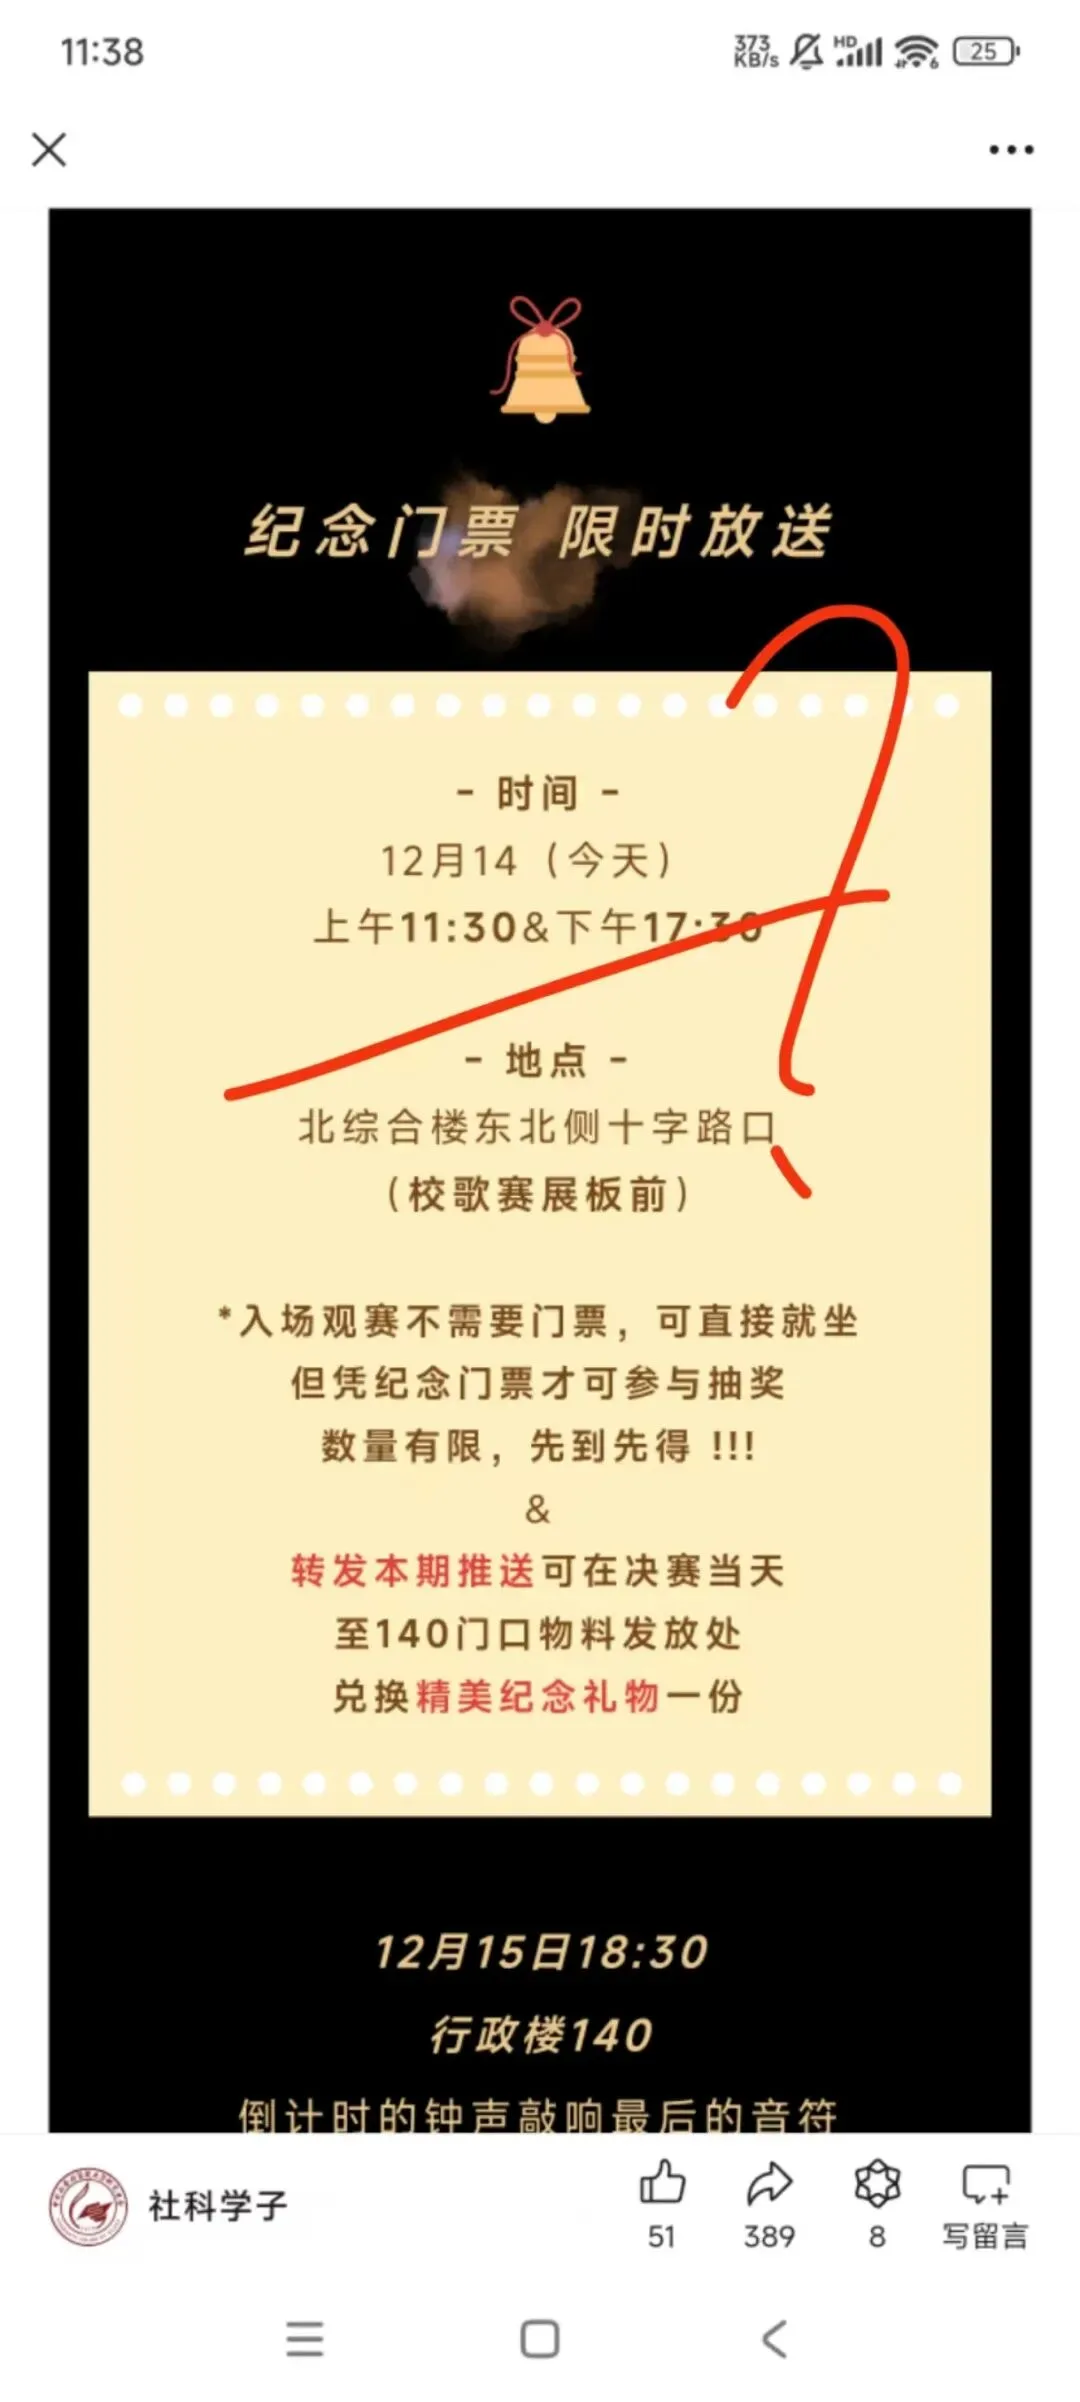 11:38
373 KB/s HD 6 25
纪念门票 限时放送
- 时间 -
12月14（今天）
上午11:30&下午17:30
- 地点 -
北综合楼东北侧十字路口
（校歌赛展板前）
*入场观赛不需要门票，可直接就坐
但凭纪念门票才可参与抽奖
数量有限，先到先得 !!!
&
转发本期推送可在决赛当天
至140门口物料发放处
兑换精美纪念礼物一份
12月15日18:30
行政楼140
倒计时的钟声敲响最后的音符
社科学子
51 389 8 写留言